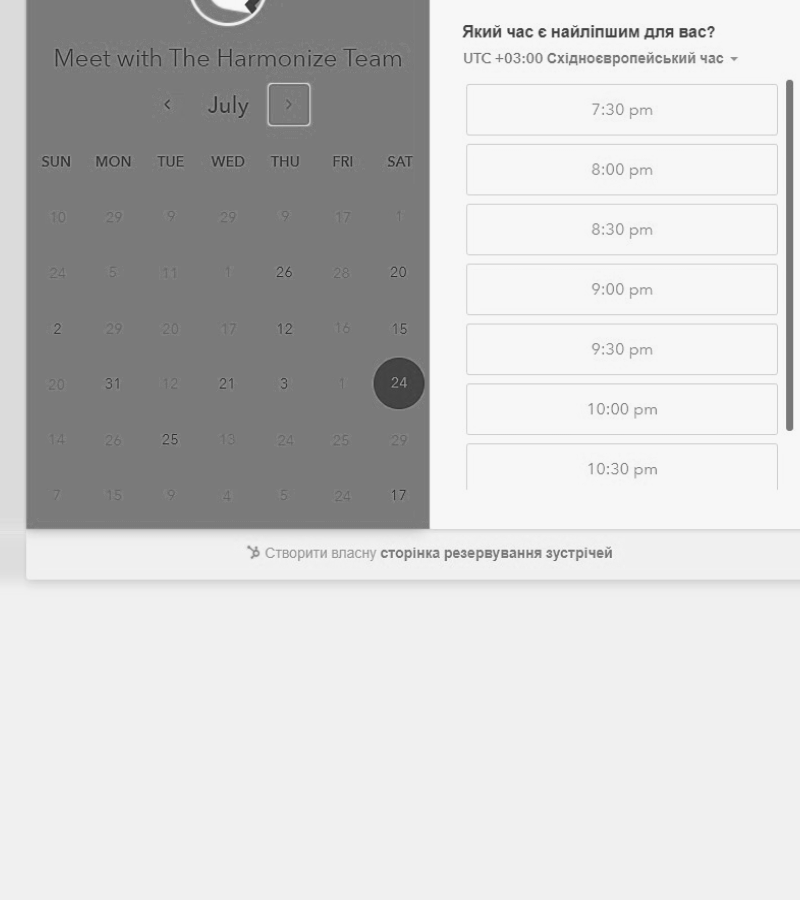 Meet with The Harmonize Team
July
SUN MON TUE WED THU FRI SAT
10 29 9 29 9 17 1
24 5 11 1 26 28 20
2 29 20 17 12 16 15
20 31 12 21 3 1 24
14 26 25 13 24 25 29
7 15 9 4 5 24 17
Який час є найліпшим для вас?
UTC +03:00 Східноєвропейський час
7:30 pm
8:00 pm
8:30 pm
9:00 pm
9:30 pm
10:00 pm
10:30 pm
Створити власну сторінка резервування зустрічей